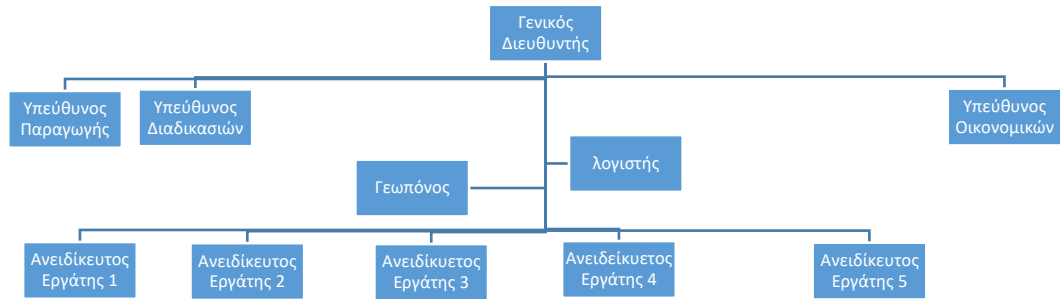 Γενικός
Διευθυντής
Υπεύθυνος
Παραγωγής
Υπεύθυνος
Διαδικασιών
Υπεύθυνος
Οικονομικών
λογιστής
Γεωπόνος
Ανειδίκευτος
Εργάτης 1
Ανειδίκευτος
Εργάτης 2
Ανειδίκευτος
Εργάτης 3
Ανειδείκυετος
Εργάτης 4
Ανειδίκευτος
Εργάτης 5